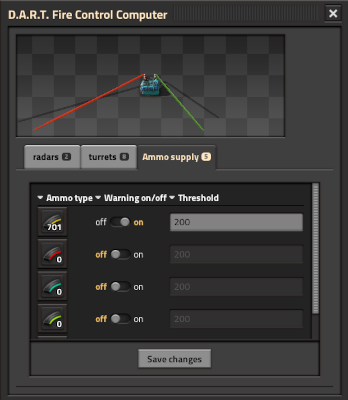 D.A.R.T. Fire Control Computer
radars 2 turrets 8 Ammo supply 5
Ammo type Warning on/off Threshold
701 off on 200
0 off on 200
0 off on 200
0 off on 200
Save changes